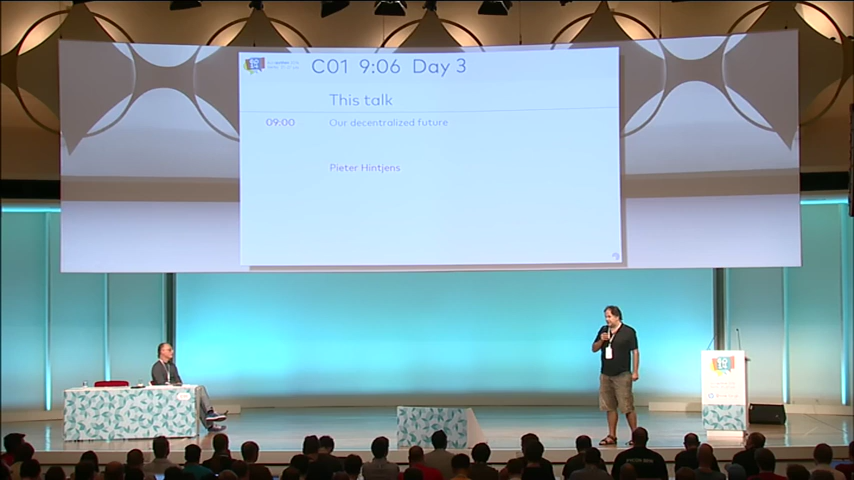 C01 9:06 Day 3
This talk
09:00 Our decentralized future
Pieter Hintjens